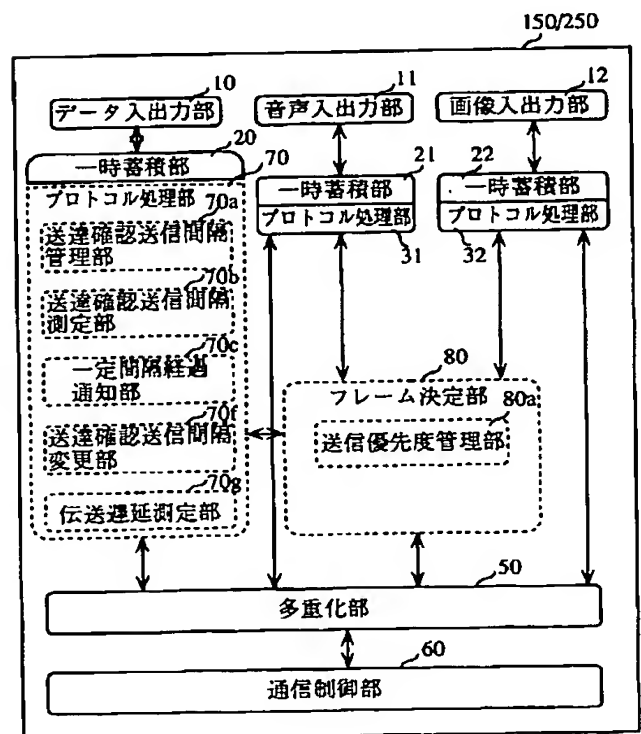 150/250
10
11
12
データ入出力部
音声入出力部
画像入出力部
20
一時蓄積部
70
プロトコル処理部
70a
送達確認送信間隔
管理部
70b
送達確認送信間隔
測定部
70c
一定間隔経過
通知部
70f
送達確認送信間隔
変更部
70g
伝送遅延測定部
21
一時蓄積部
プロトコル処理部
31
22
一時蓄積部
プロトコル処理部
32
80
フレーム決定部
80a
送信優先度管理部
50
多重化部
60
通信制御部